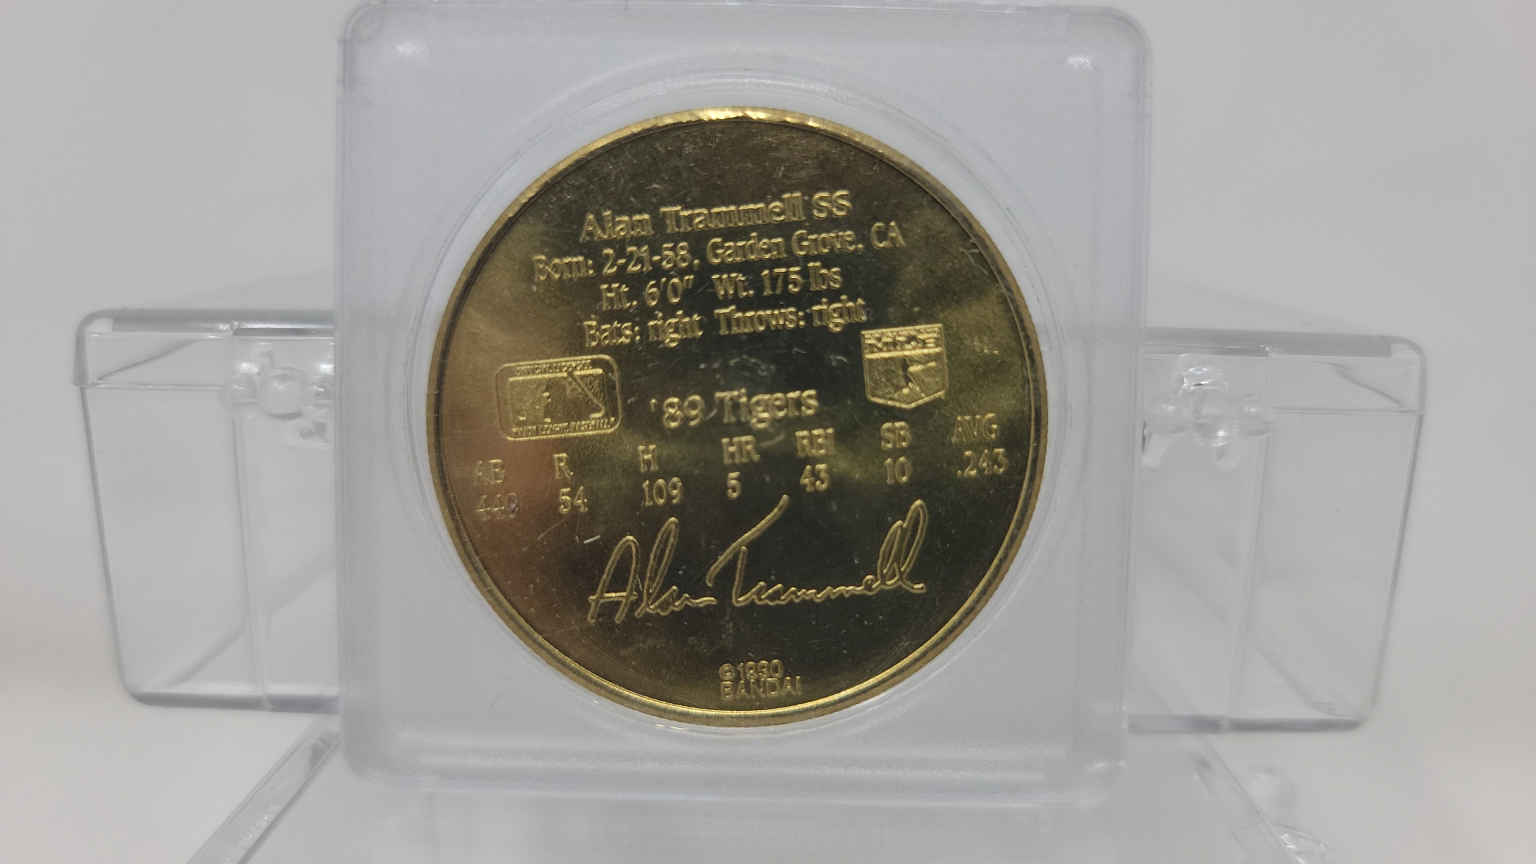 Alan Trammell SS
Born: 2-21-58, Garden Grove, CA
Ht. 6'0" Wt. 175 lbs
Bats: right Throws: right
'89 Tigers
AB R H HR RBI SB AVG
449 54 109 5 43 10 .243
Alan Trammell
©1990
BANDAI